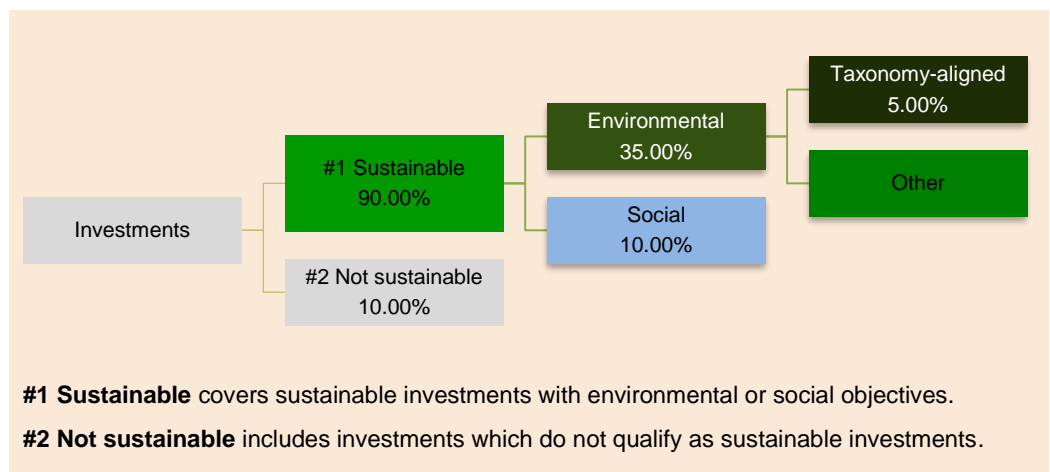 Taxonomy-aligned
5.00%
Environmental
35.00%
#1 Sustainable
90.00%
Other
Social
10.00%
Investments
#2 Not sustainable
10.00%
#1 Sustainable covers sustainable investments with environmental or social objectives.
#2 Not sustainable includes investments which do not qualify as sustainable investments.